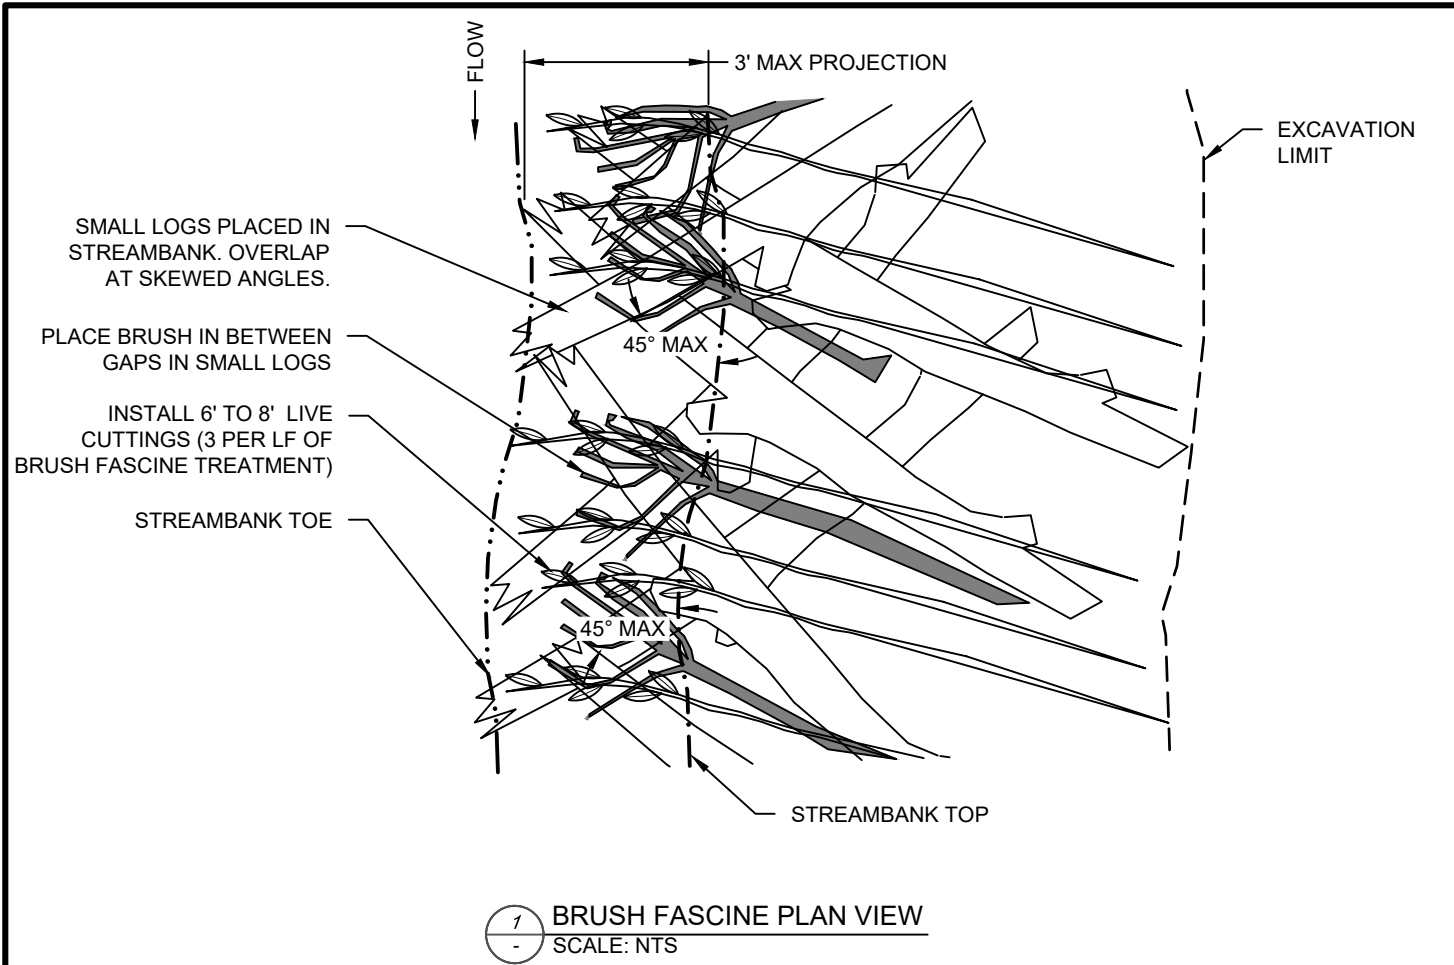 FLOW
3' MAX PROJECTION
EXCAVATION
LIMIT
SMALL LOGS PLACED IN
STREAMBANK. OVERLAP
AT SKEWED ANGLES.
PLACE BRUSH IN BETWEEN
GAPS IN SMALL LOGS
45° MAX
INSTALL 6' TO 8' LIVE
CUTTINGS (3 PER LF OF
BRUSH FASCINE TREATMENT)
STREAMBANK TOE
45° MAX
STREAMBANK TOP
1
-
BRUSH FASCINE PLAN VIEW
SCALE: NTS